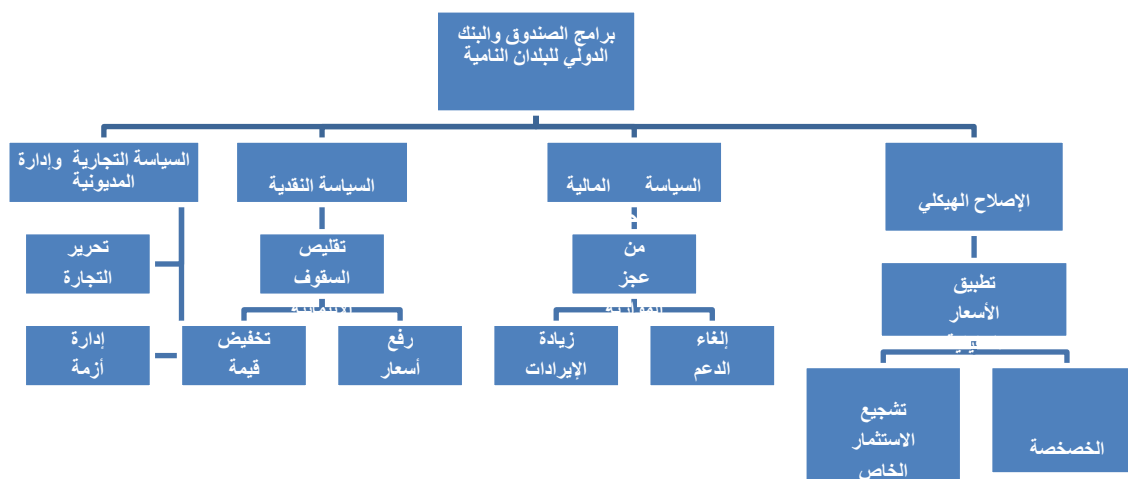 برامج الصندوق والبنك
الدولي للبلدان النامية
الإصلاح الهيكلي
السياسة المالية
السياسة النقدية
السياسة التجارية وإدارة
المديونية
تطبيق
الأسعار
تشجيع
الاستثمار
الخاص
الخصخصة
من
عجز
زيادة
الإيرادات
إلغاء
الدعم
تقليص
السقوف
تخفيض
قيمة
رفع
أسعار
تحرير
التجارة
إدارة
أزمة